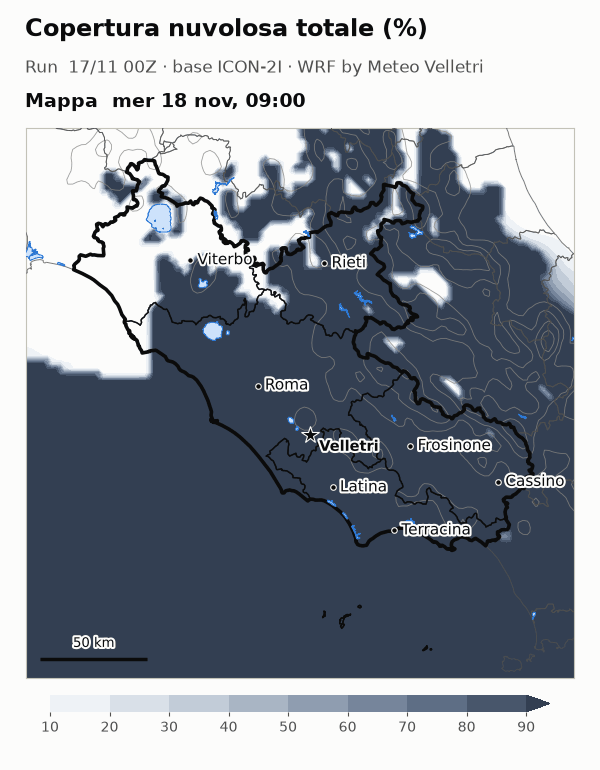 Copertura nuvolosa totale (%)
Run  17/11 00Z · base ICON-2I · WRF by Meteo Velletri
Mappa  mer 18 nov, 09:00
Viterbo
Rieti
Roma
Velletri
Frosinone
Latina
Cassino
Terracina
50 km
10 20 30 40 50 60 70 80 90